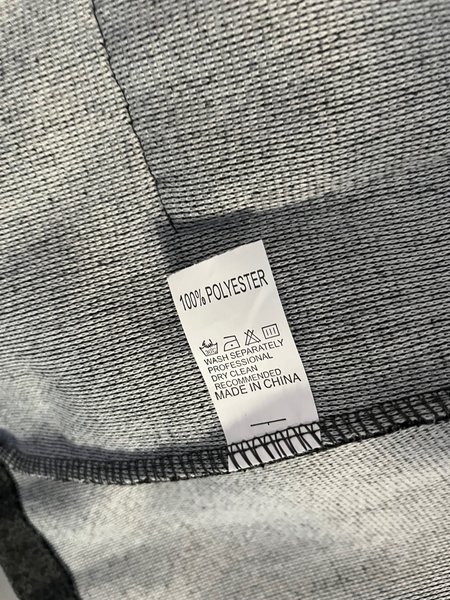 100% POLYESTER
WASH SEPARATELY
PROFESSIONAL
DRY CLEAN
RECOMMENDED
MADE IN CHINA